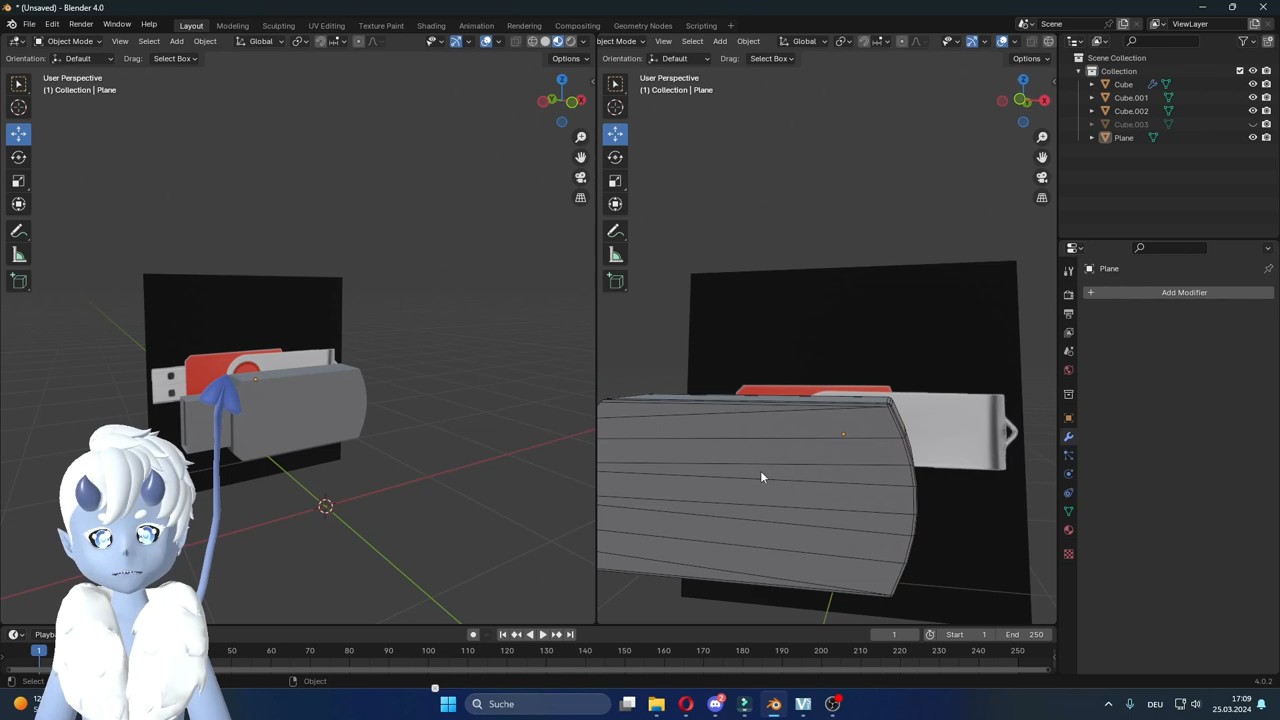 * (Unsaved) - Blender 4.0
File Edit Render Window Help Layout Modeling Sculpting UV Editing Texture Paint Shading Animation Rendering Compositing Geometry Nodes Scripting + Scene ViewLayer
Object Mode View Select Add Object Global
bject Mode View Select Add Object Global
Orientation: Default Drag: Select Box Options
Orientation: Default Drag: Select Box Options
User Perspective
(1) Collection | Plane
Z
Y
X
User Perspective
(1) Collection | Plane
Z
Y
X
Scene Collection
Collection
Cube
Cube.001
Cube.002
Cube.003
Plane
Plane
+ Add Modifier
Playba
1 Start 1 End 250
1 50 60 70 80 90 100 110 120 130 140 150 160 170 180 190 200 210 220 230 240 250
Select Object 4.0.2
12
So
Suche
2
DEU
17:09
25.03.2024